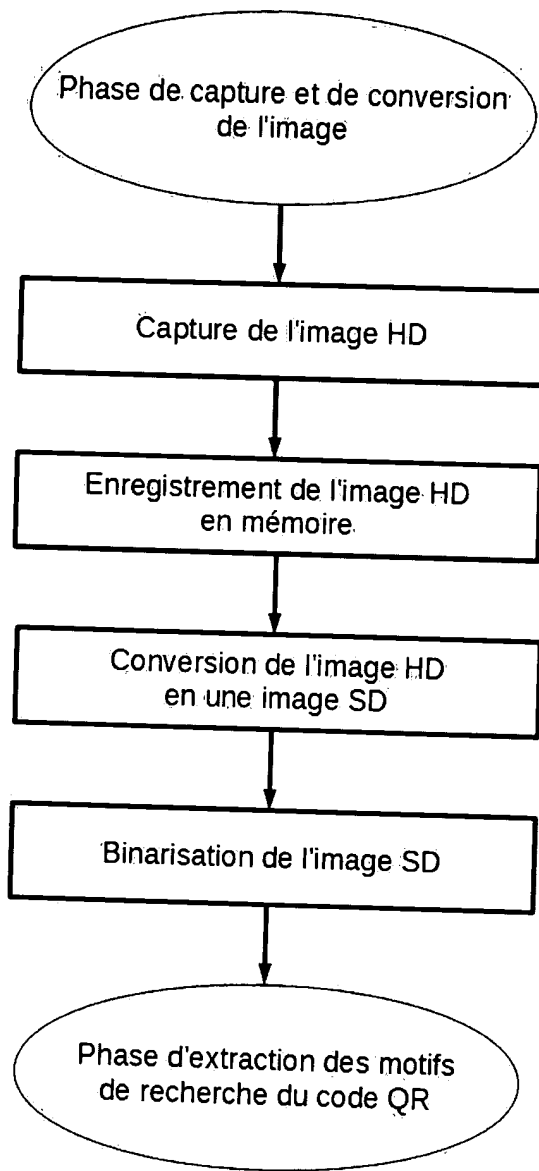 Phase de capture et de conversion
de l'image
Capture de l'image HD
Enregistrement de l'image HD
en mémoire
Conversion de l'image HD
en une image SD
Binarisation de l'image SD
Phase d'extraction des motifs
de recherche du code QR